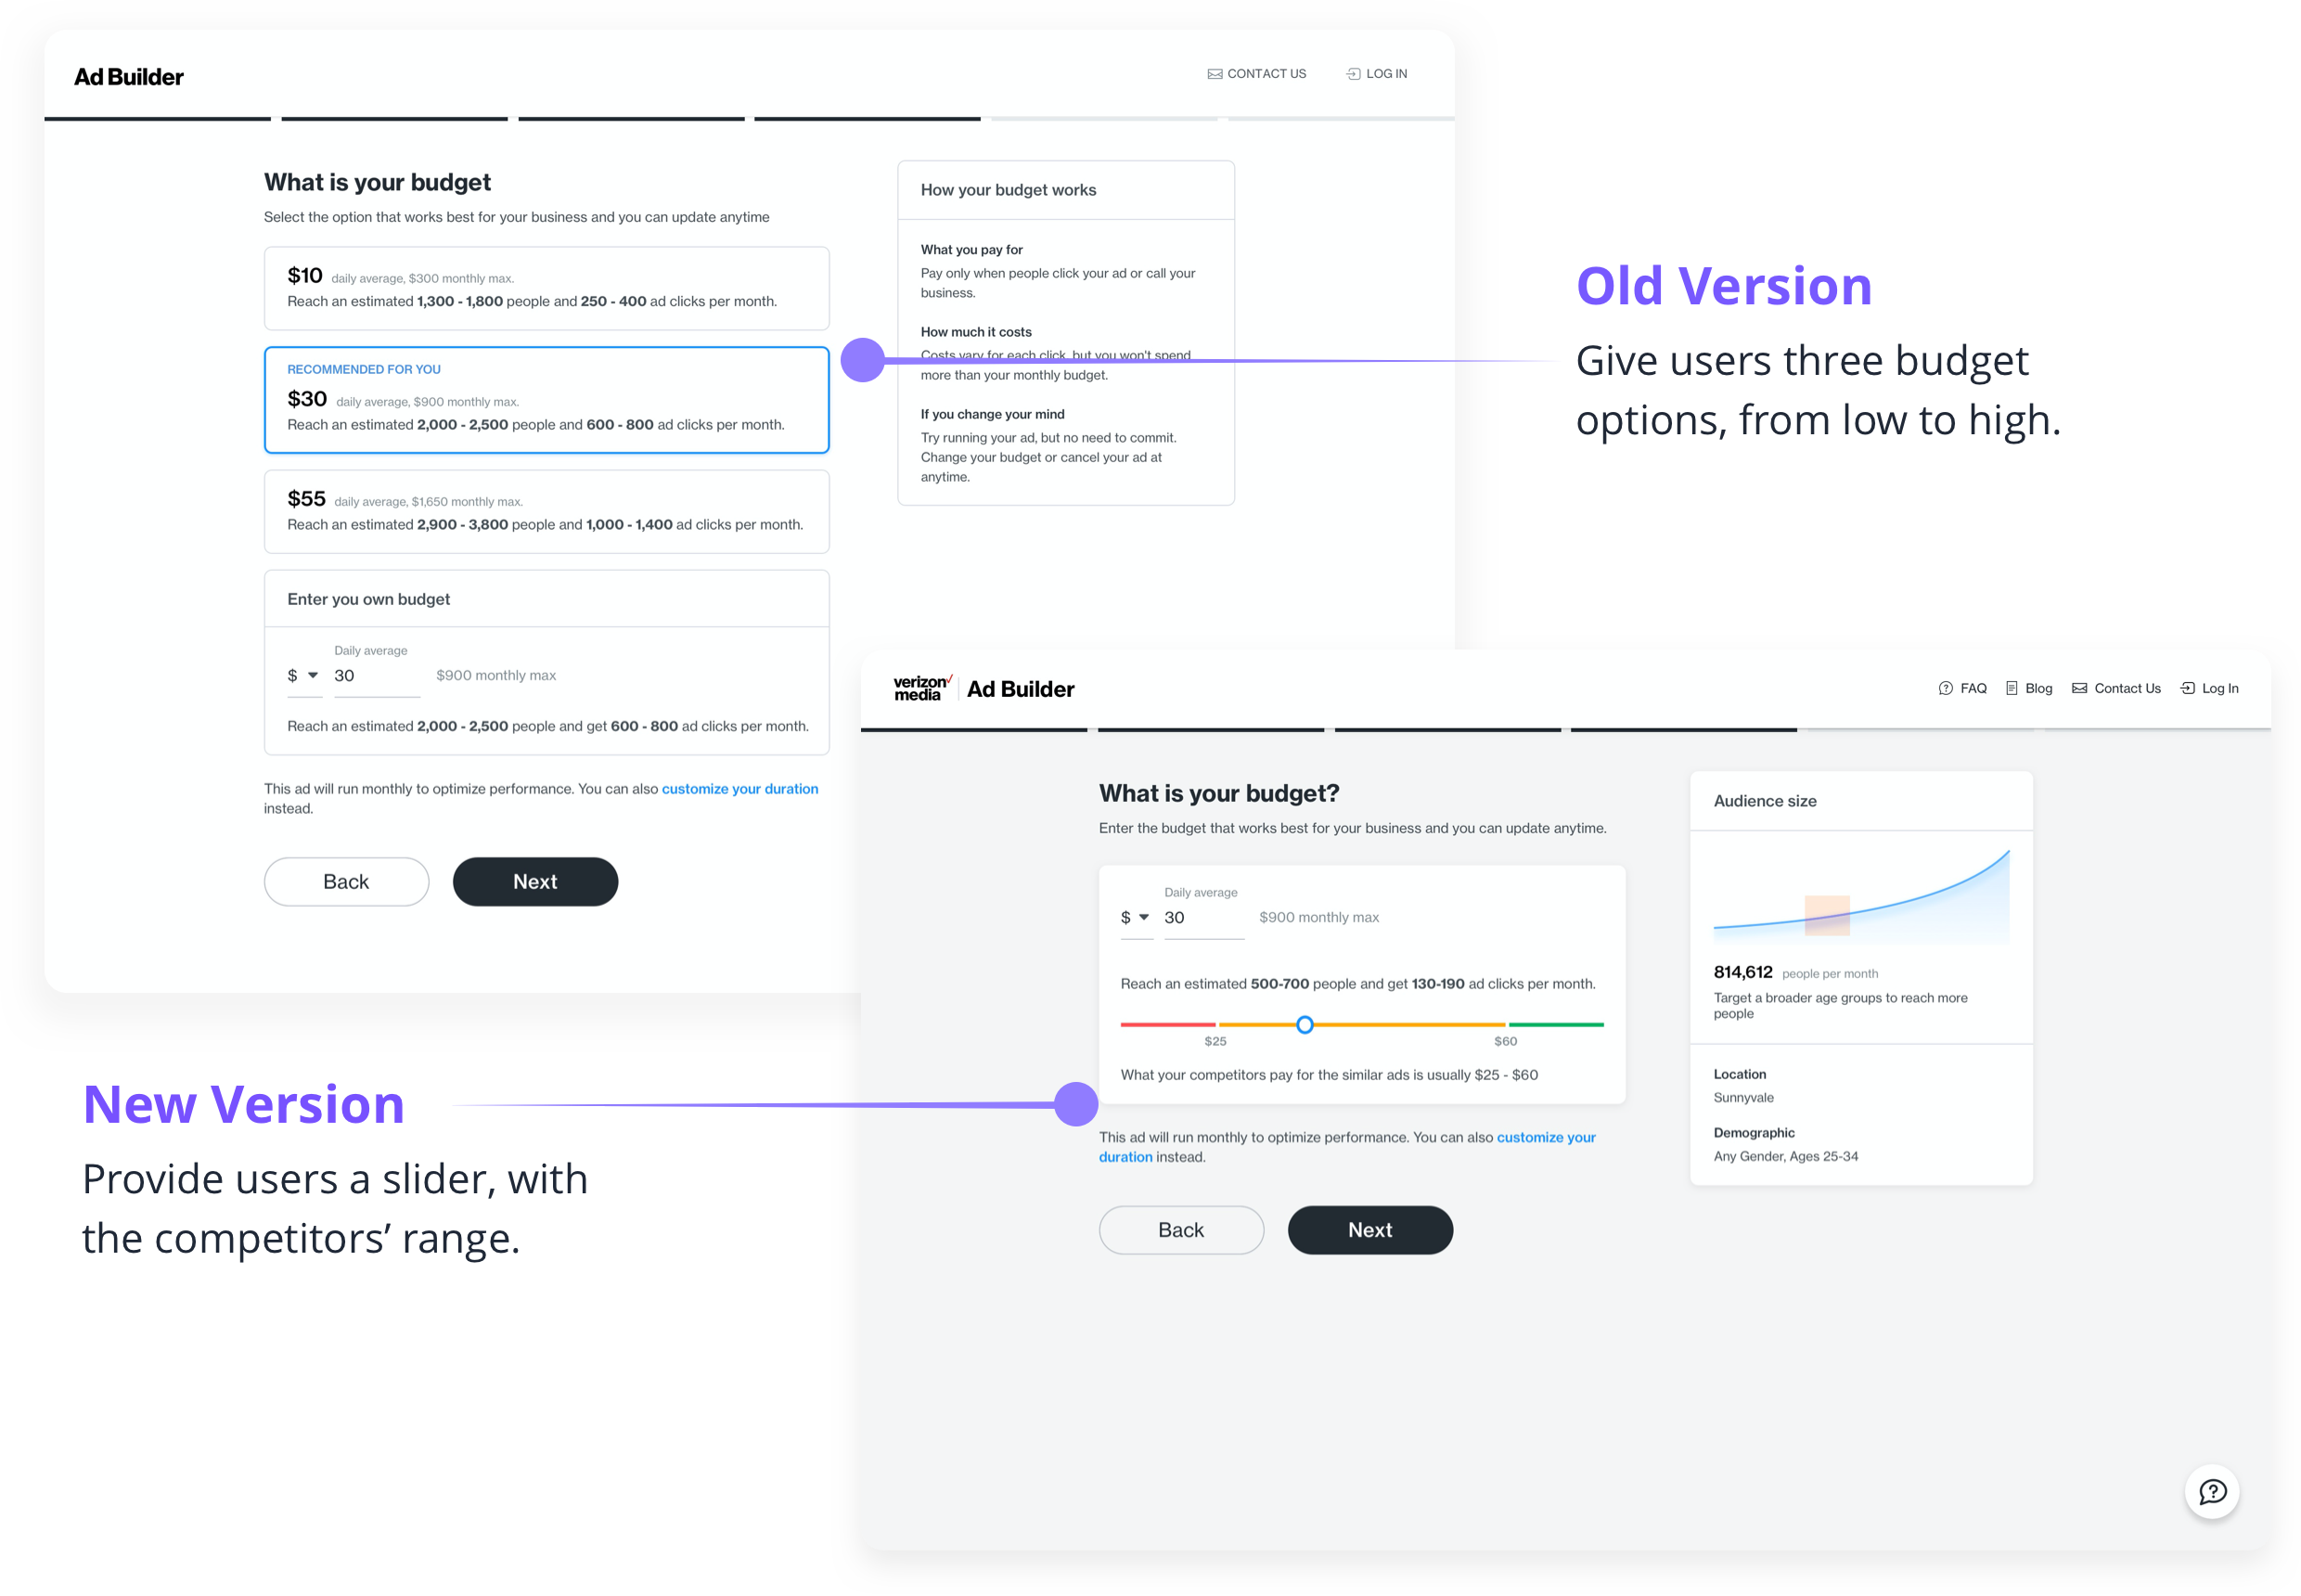 Ad Builder
CONTACT US
LOG IN
What is your budget
Select the option that works best for your business and you can update anytime
$10 daily average, $300 monthly max.
Reach an estimated 1,300 - 1,800 people and 250 - 400 ad clicks per month.
RECOMMENDED FOR YOU
$30 daily average, $900 monthly max.
Reach an estimated 2,000 - 2,500 people and 600 - 800 ad clicks per month.
$55 daily average, $1,650 monthly max.
Reach an estimated 2,900 - 3,800 people and 1,000 - 1,400 ad clicks per month.
Enter you own budget
Daily average
$ 30 $900 monthly max
Reach an estimated 2,000 - 2,500 people and get 600 - 800 ad clicks per month.
This ad will run monthly to optimize performance. You can also customize your duration
instead.
Back
Next
How your budget works
What you pay for
Pay only when people click your ad or call your
business.
How much it costs
Costs vary for each click, but you won't spend
more than your monthly budget.
If you change your mind
Try running your ad, but no need to commit.
Change your budget or cancel your ad at
anytime.
Old Version
Give users three budget
options, from low to high.
New Version
Provide users a slider, with
the competitors’ range.
verizon
media
Ad Builder
FAQ
Blog
Contact Us
Log In
What is your budget?
Enter the budget that works best for your business and you can update anytime.
Daily average
$ 30 $900 monthly max
Reach an estimated 500-700 people and get 130-190 ad clicks per month.
$25 $60
What your competitors pay for the similar ads is usually $25 - $60
This ad will run monthly to optimize performance. You can also customize your
duration instead.
Back
Next
Audience size
814,612 people per month
Target a broader age groups to reach more
people
Location
Sunnyvale
Demographic
Any Gender, Ages 25-34